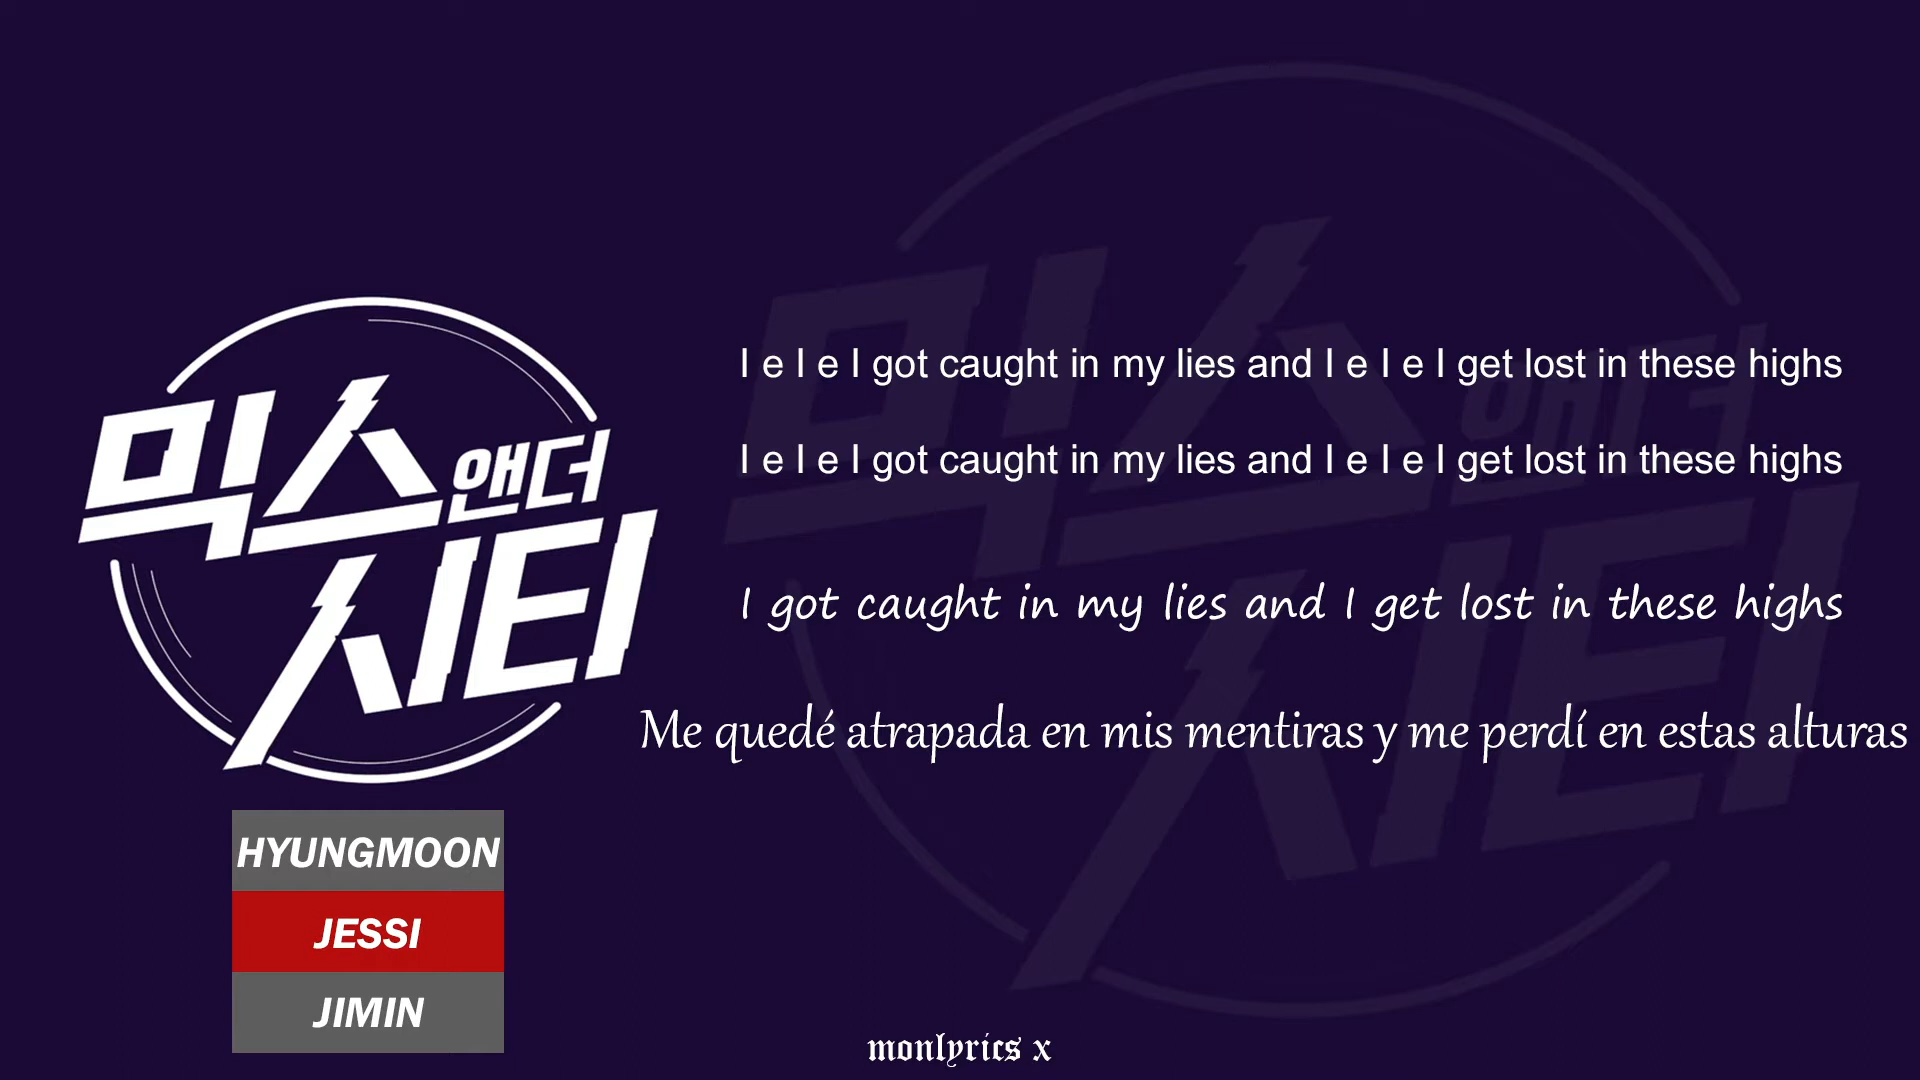 I e I e I got caught in my lies and I e I e I get lost in these highs
I e I e I got caught in my lies and I e I e I get lost in these highs
I got caught in my lies and I get lost in these highs
Me quedé atrapada en mis mentiras y me perdí en estas alturas
믹스앤더
시티
HYUNGMOON
JESSI
JIMIN
monlyrics x